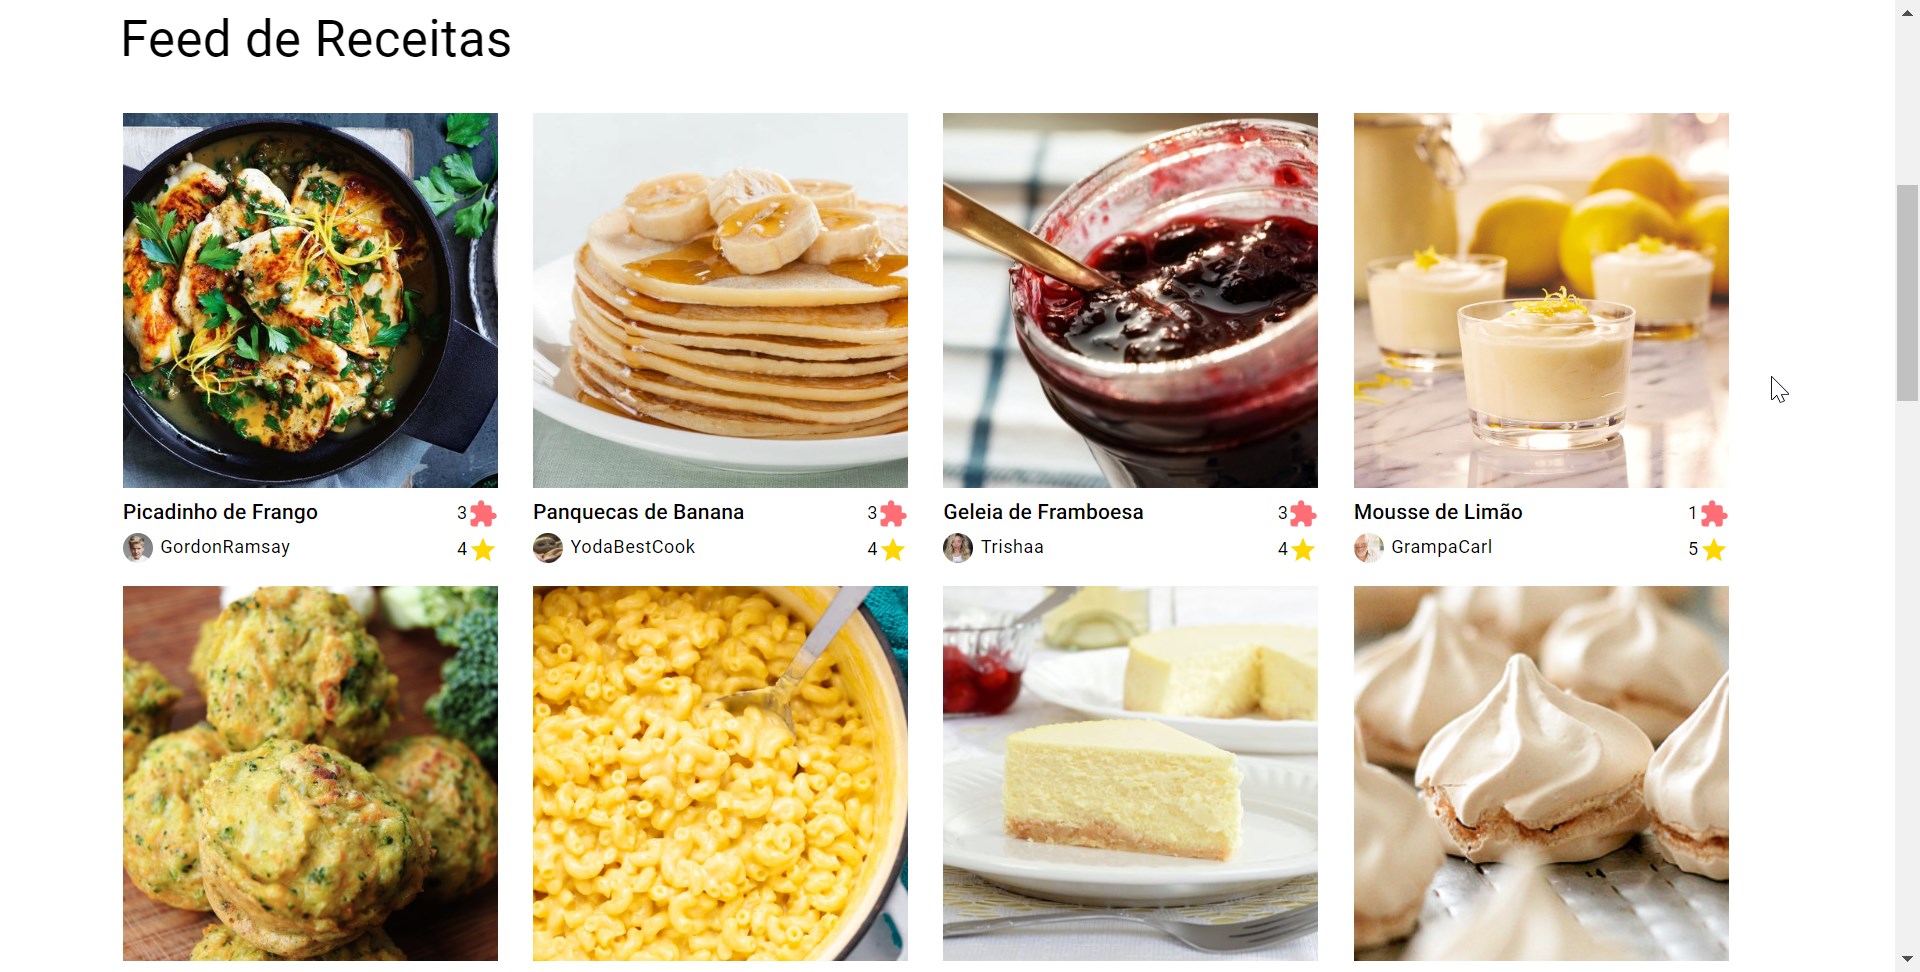 Feed de Receitas
Picadinho de Frango 3
GordonRamsay 4
Panquecas de Banana 3
YodaBestCook 4
Geleia de Framboesa 3
Trishaa 4
Mousse de Limão 1
GrampaCarl 5